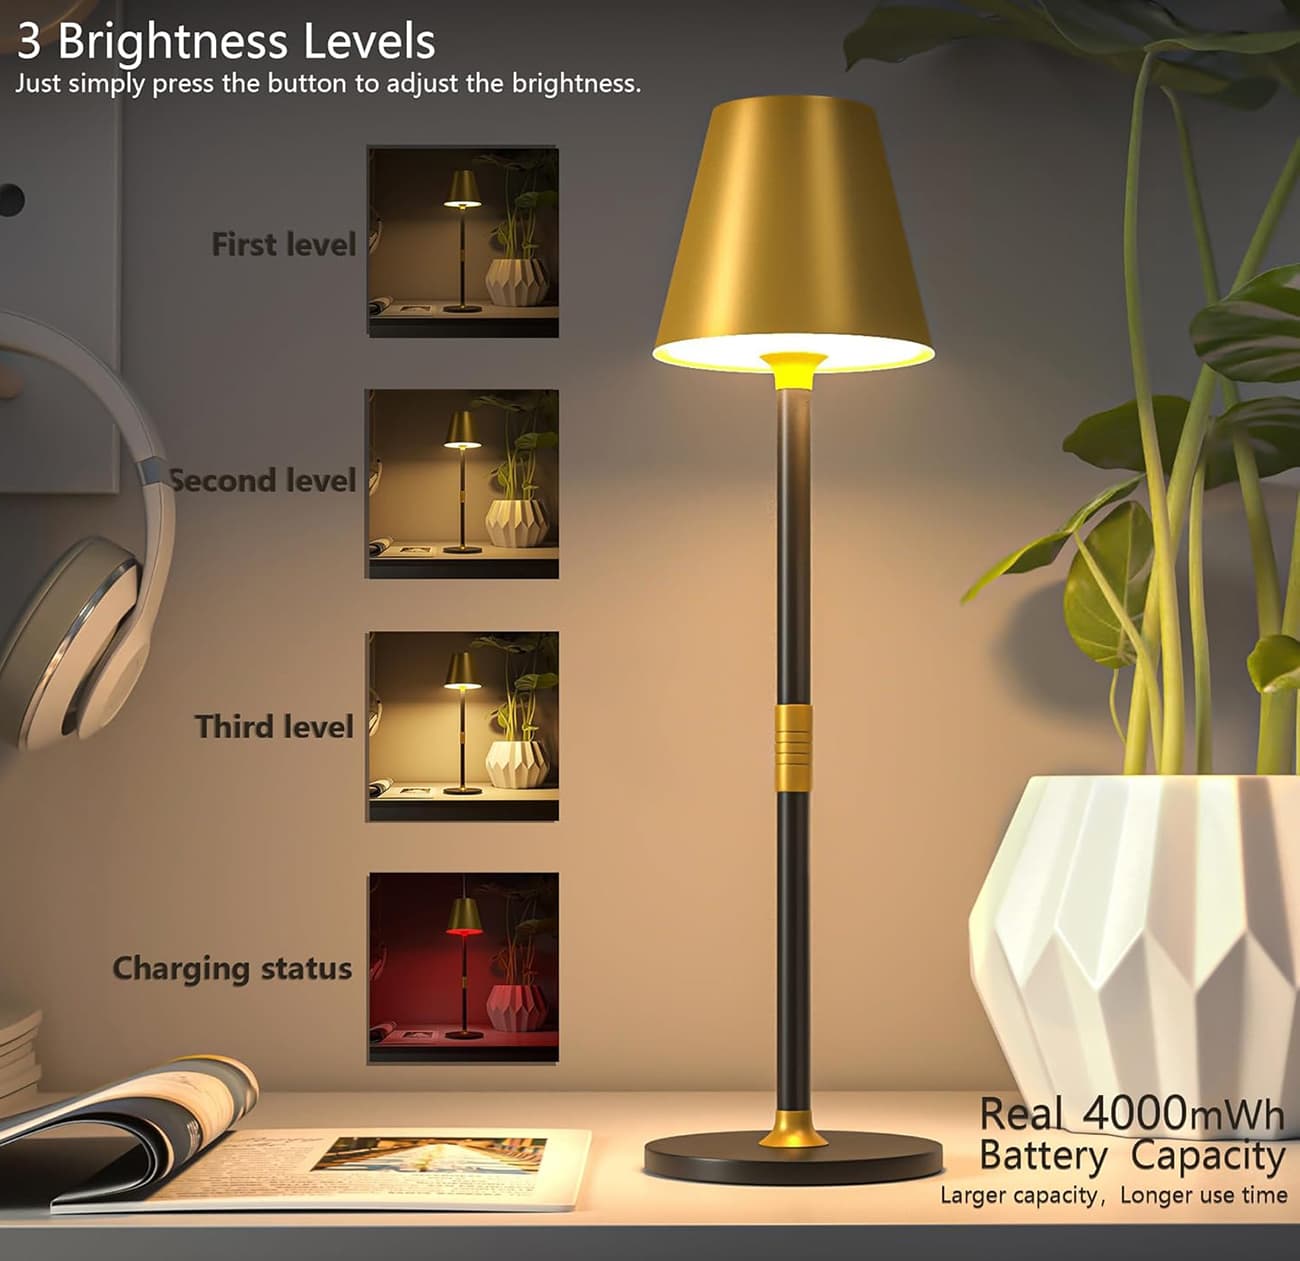 3 Brightness Levels
Just simply press the button to adjust the brightness.
First level
Second level
Third level
Charging status
Real 4000mWh
Battery Capacity
Larger capacity, Longer use time